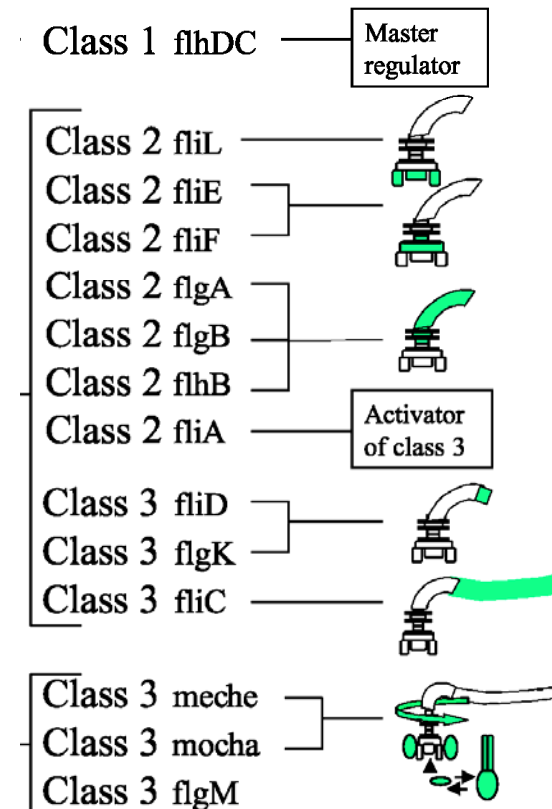 Class 1 flhDC
Master
regulator
Class 2 fliL
Class 2 fliE
Class 2 fliF
Class 2 flgA
Class 2 flgB
Class 2 flhB
Class 2 fliA
Activator
of class 3
Class 3 fliD
Class 3 flgK
Class 3 fliC
Class 3 meche
Class 3 mocha
Class 3 flgM